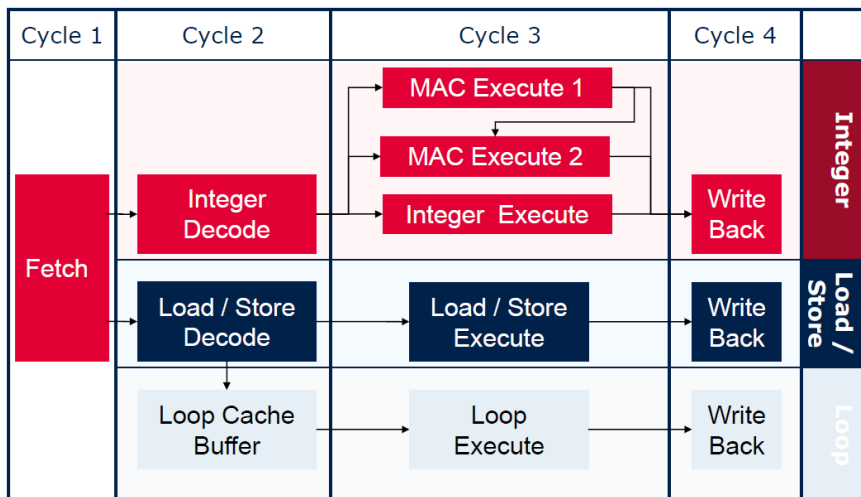 Cycle 1
Cycle 2
Cycle 3
Cycle 4
MAC Execute 1
MAC Execute 2
Integer
Decode
Integer Execute
Write
Back
Integer
Fetch
Load / Store
Decode
Load / Store
Execute
Write
Back
Load /
Store
Loop Cache
Buffer
Loop
Execute
Write
Back
Loop